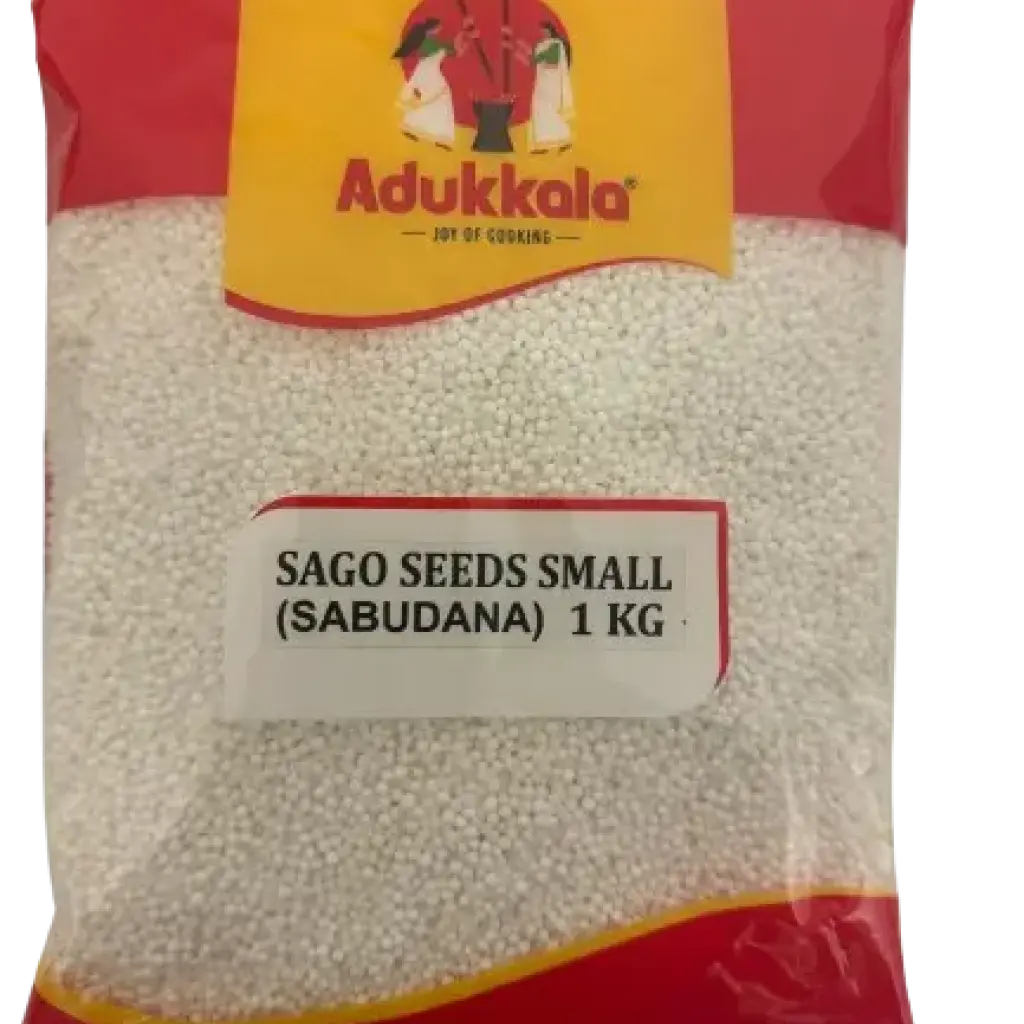 Adukkala®
JOY OF COOKING
SAGO SEEDS SMALL
(SABUDANA) 1 KG